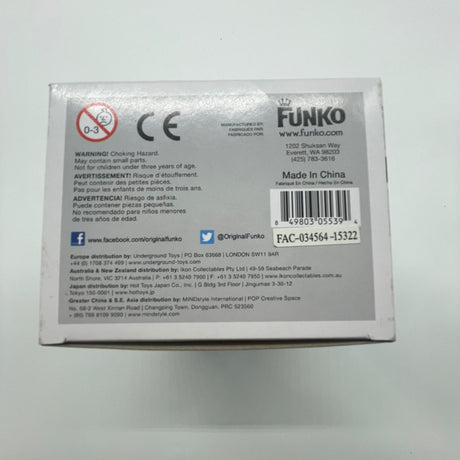 0-3
CE
MANUFACTURED BY:
FABRIQUÉ PAR:
FABRICADO POR:
FUNKO
www.funko.com
1202 Shuksan Way
Everett, WA 98203
(425) 783-3616
WARNING! Choking Hazard.
May contain small parts.
Not for children under three years of age.
AVERTISSEMENT! Risque d'étouffement.
Peut contenir des petites pièces.
Pas pour les enfants de moins de trois ans.
ADVERTENCIA! Riesgo de asfixia.
Puede contener piezas pequeñas.
No recomendado para niños menores
de tres años de edad.
Made In China
Fabriqué En China / Hecho En China
8 49803 05539 4
FAC-034564-15322
www.facebook.com/originalfunko
@OriginalFunko
Europe distribution by: Underground Toys | PO BOX 63668 | LONDON SW11 9AR
+44 (0) 1708 374 499 | www.underground-toys.com
Australia & New Zealand distribution by: Ikon Collectables Pty Ltd | 49-59 Seabeach Parade
North Shore, VIC 3714 Australia | P: +61 3 5240 7900 | F: +61 3 5240 7950 | www.ikoncollectables.com.au
Japan distribution by: Hot Toys Japan Co., Inc. | G Bldg 3rd Floor | Jingumae 3-30-12
Tokyo 150-0001 | www.hottoys.jp
Greater China & S.E. Asia distribution by: MINDstyle International | POP Creative Space
No. 68-2 West Xinnan Road | Changping Town, Dongguan, PRC 523560
www.mindstyle.com